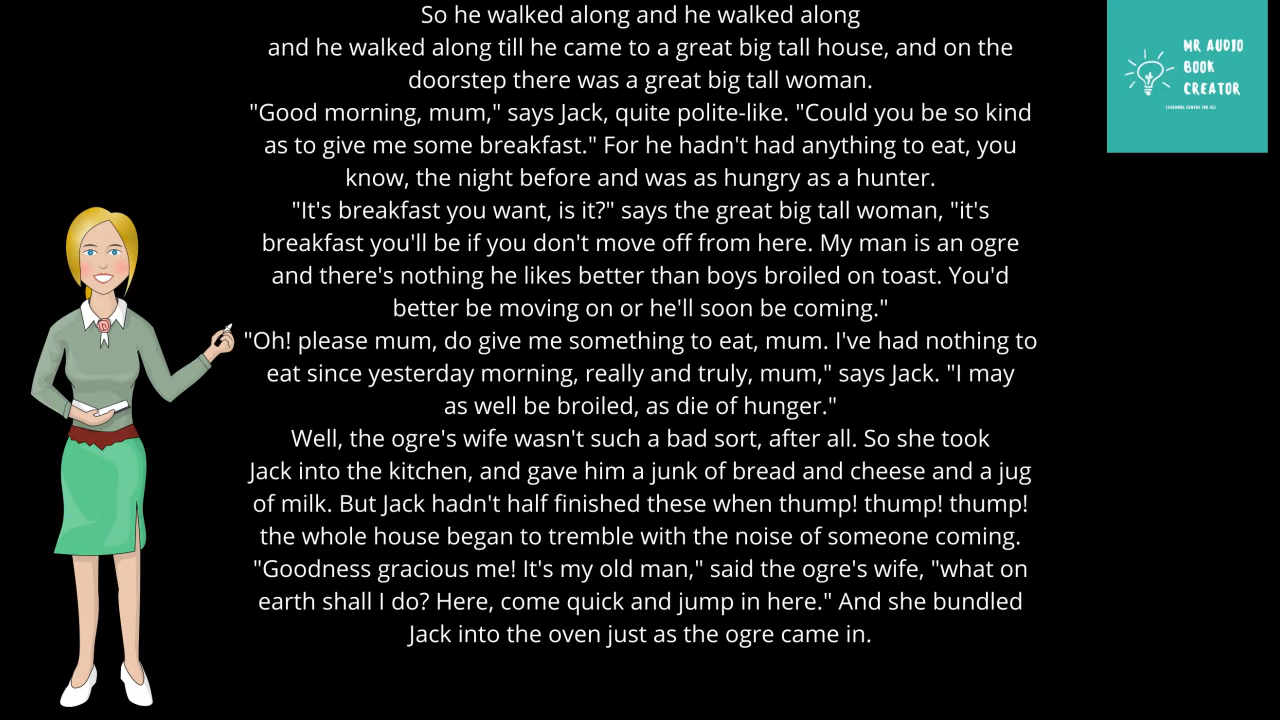 So he walked along and he walked along
and he walked along till he came to a great big tall house, and on the
doorstep there was a great big tall woman.
"Good morning, mum," says Jack, quite polite-like. "Could you be so kind
as to give me some breakfast." For he hadn't had anything to eat, you
know, the night before and was as hungry as a hunter.
"It's breakfast you want, is it?" says the great big tall woman, "it's
breakfast you'll be if you don't move off from here. My man is an ogre
and there's nothing he likes better than boys broiled on toast. You'd
better be moving on or he'll soon be coming."
"Oh! please mum, do give me something to eat, mum. I've had nothing to
eat since yesterday morning, really and truly, mum," says Jack. "I may
as well be broiled, as die of hunger."
Well, the ogre's wife wasn't such a bad sort, after all. So she took
Jack into the kitchen, and gave him a junk of bread and cheese and a jug
of milk. But Jack hadn't half finished these when thump! thump! thump!
the whole house began to tremble with the noise of someone coming.
"Goodness gracious me! It's my old man," said the ogre's wife, "what on
earth shall I do? Here, come quick and jump in here." And she bundled
Jack into the oven just as the ogre came in.
MR AUDIO
BOOK
CREATOR
LEARNING CENTRE FOR ALL